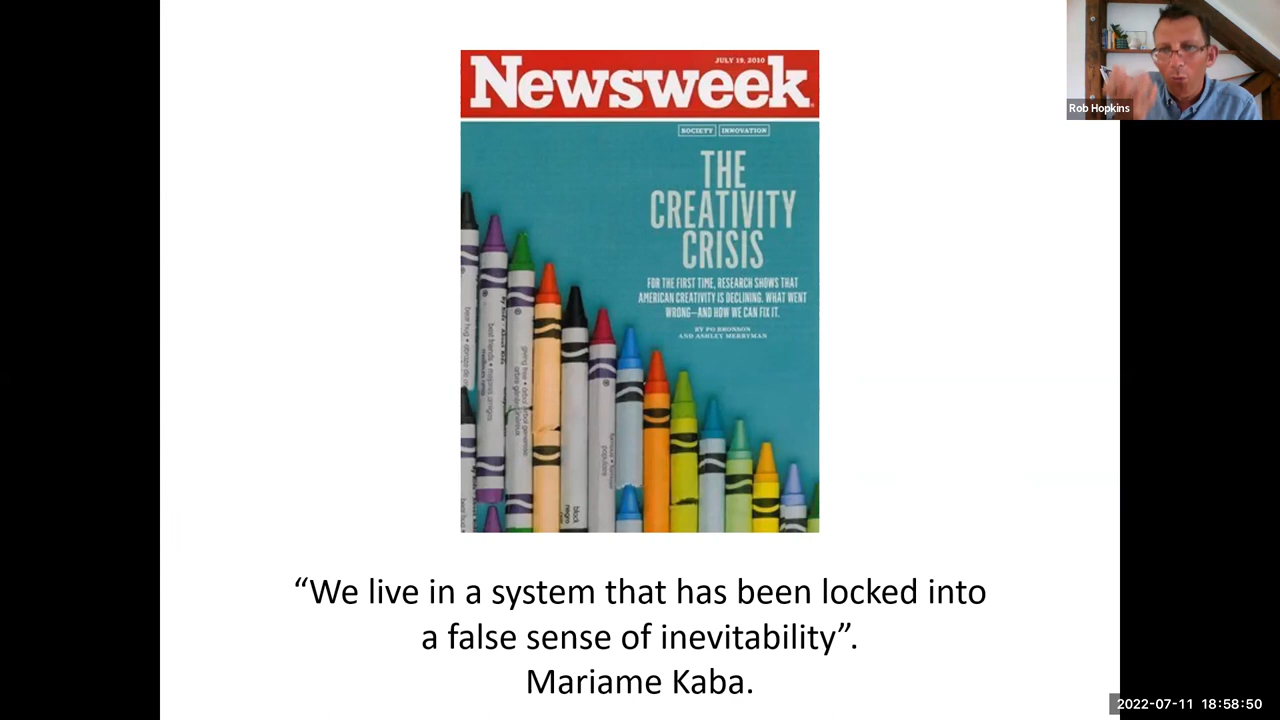 JULY 19, 2010
Newsweek
SOCIETY INNOVATION
THE
CREATIVITY
CRISIS
FOR THE FIRST TIME, RESEARCH SHOWS THAT
AMERICAN CREATIVITY IS DECLINING. WHAT WENT
WRONG—AND HOW WE CAN FIX IT.
BY PO BRONSON
AND ASHLEY MERRYMAN
“We live in a system that has been locked into
a false sense of inevitability”.
Mariame Kaba.
Rob Hopkins
2022-07-11 18:58:50